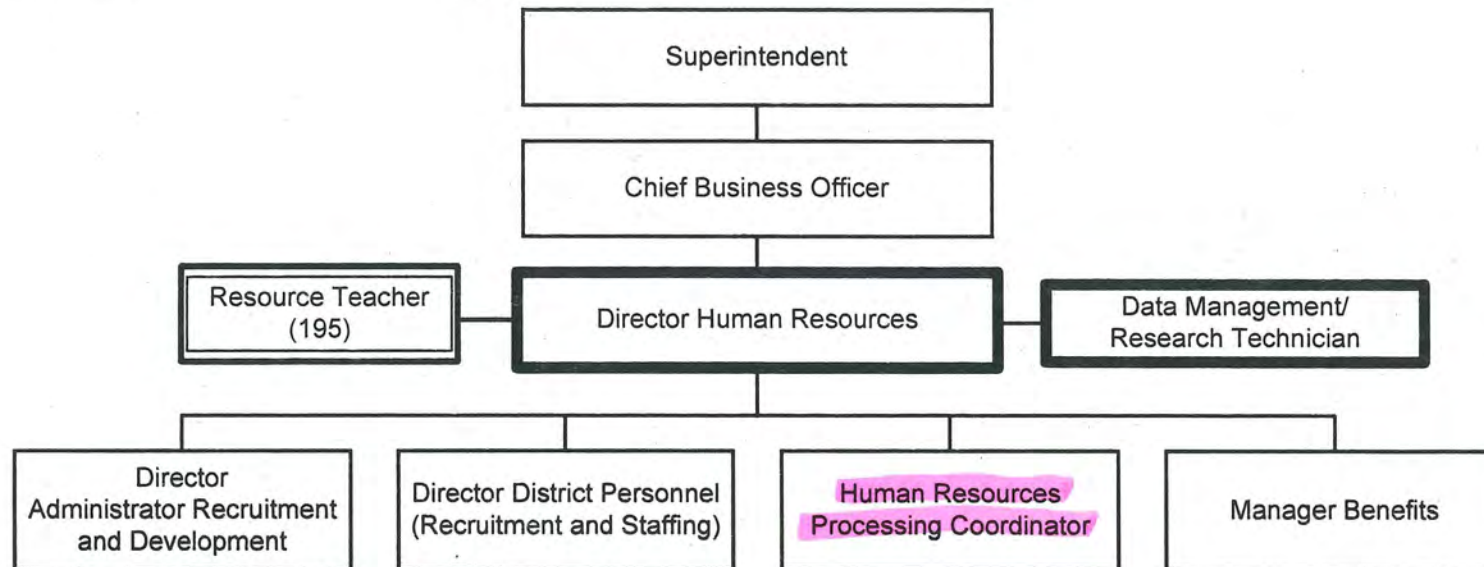 Superintendent
Chief Business Officer
Resource Teacher
(195)
Director Human Resources
Data Management/
Research Technician
Director
Administrator Recruitment
and Development
Director District Personnel
(Recruitment and Staffing)
Human Resources
Processing Coordinator
Manager Benefits